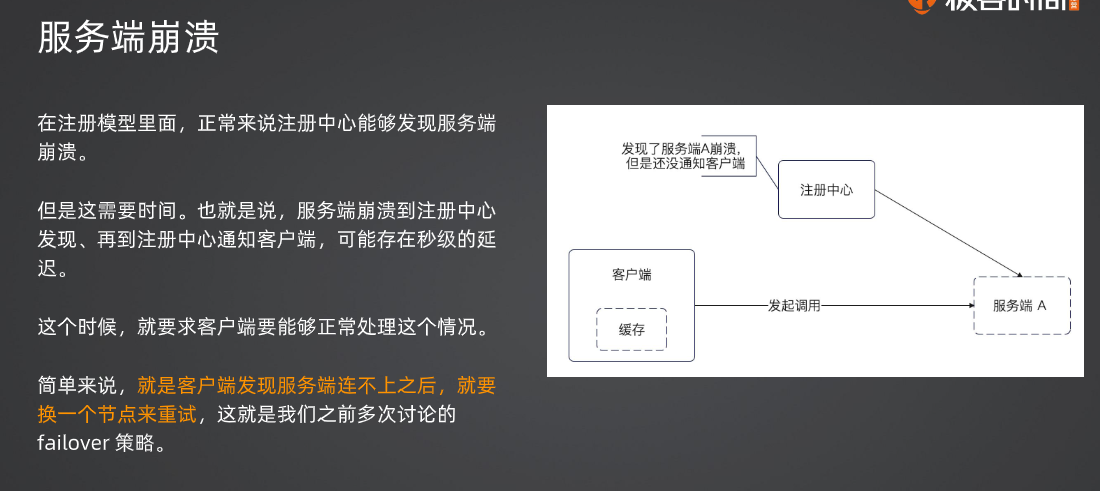 服务端崩溃
在注册模型里面，正常来说注册中心能够发现服务端
崩溃。
但是这需要时间。也就是说，服务端崩溃到注册中心
发现、再到注册中心通知客户端，可能存在秒级的延
迟。
这个时候，就要求客户端要能够正常处理这个情况。
简单来说，就是客户端发现服务端连不上之后，就要
换一个节点来重试，这就是我们之前多次讨论的
failover 策略。
发现了服务端A崩溃，
但是还没通知客户端
注册中心
客户端
缓存
发起调用
服务端 A